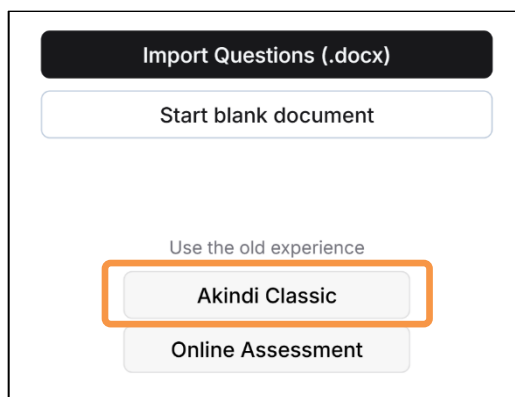 Import Questions (.docx)
Start blank document
Use the old experience
Akindi Classic
Online Assessment